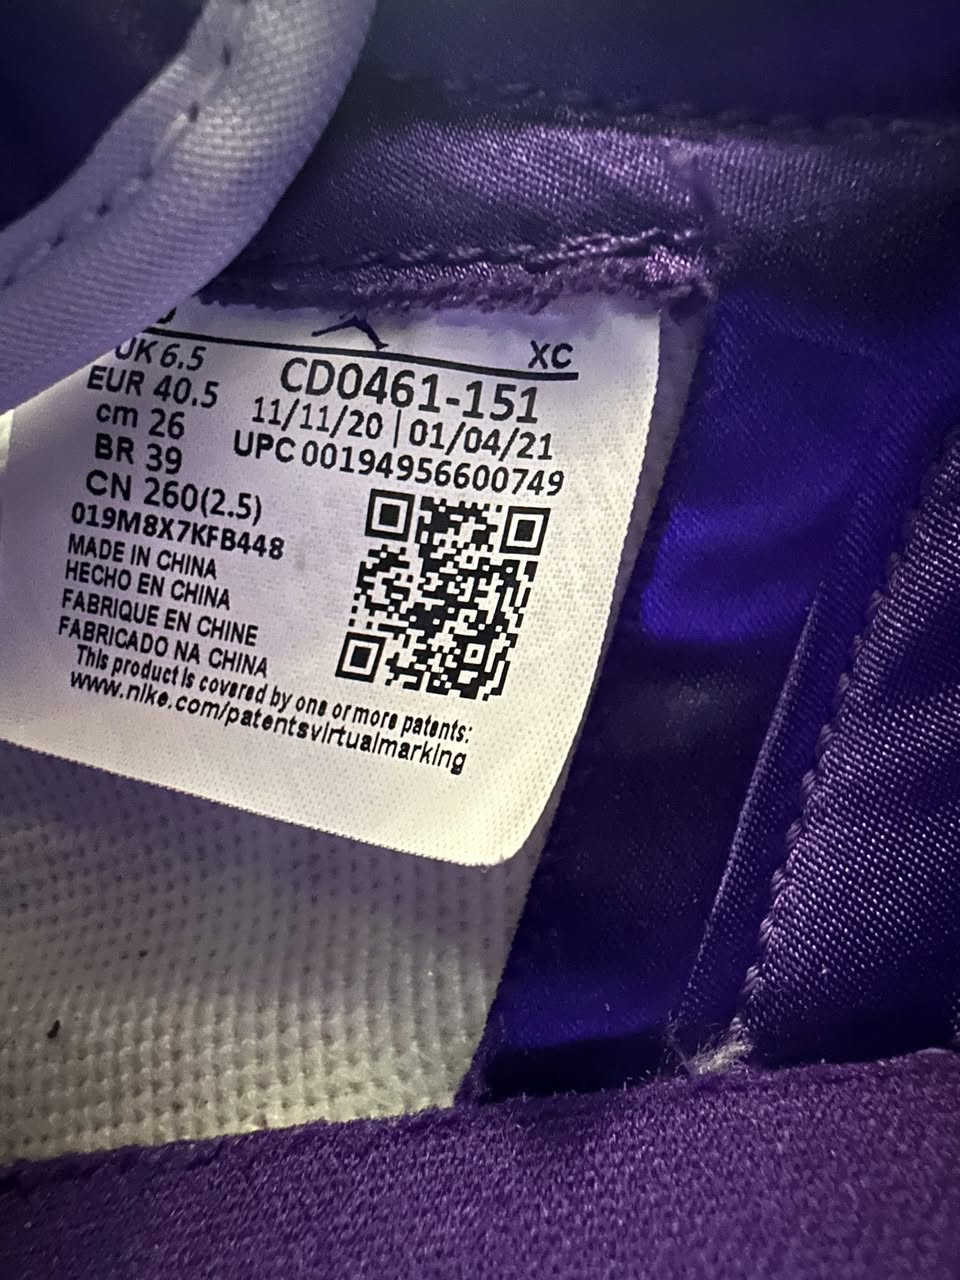 XC
UK 6.5
EUR 40.5
cm 26
BR 39
CN 260(2.5)
019M8X7KFB448
CD0461-151
11/11/20 | 01/04/21
UPC 00194956600749
MADE IN CHINA
HECHO EN CHINA
FABRIQUE EN CHINE
FABRICADO NA CHINA
This product is covered by one or more patents:
www.nike.com/patentsvirtualmarking